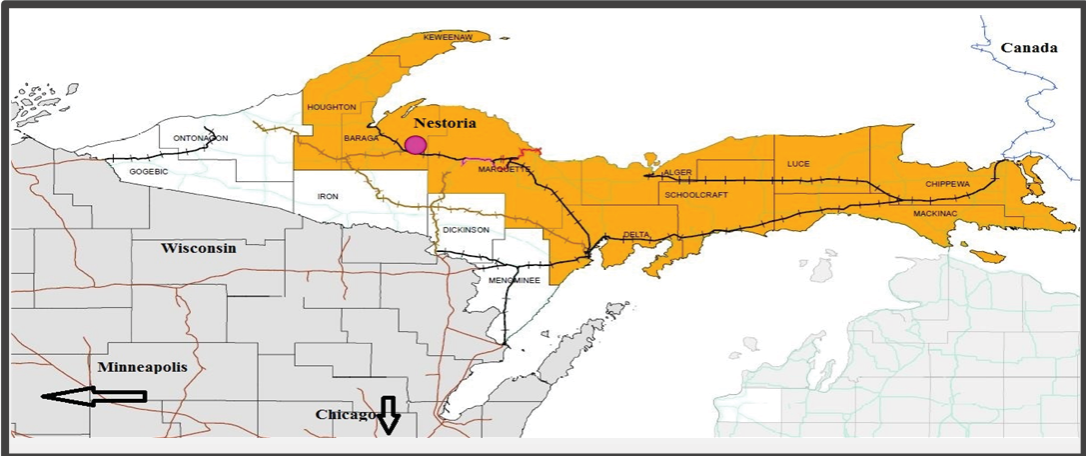 KEWEENAW
Canada
HOUGHTON
Nestoria
ONTONAGON
BARAGA
GOGEBIC
MARQUETTE
ALGER
LUCE
IRON
SCHOOLCRAFT
CHIPPEWA
MACKINAC
DICKINSON
DELTA
Wisconsin
MENOMINEE
Minneapolis
Chicago